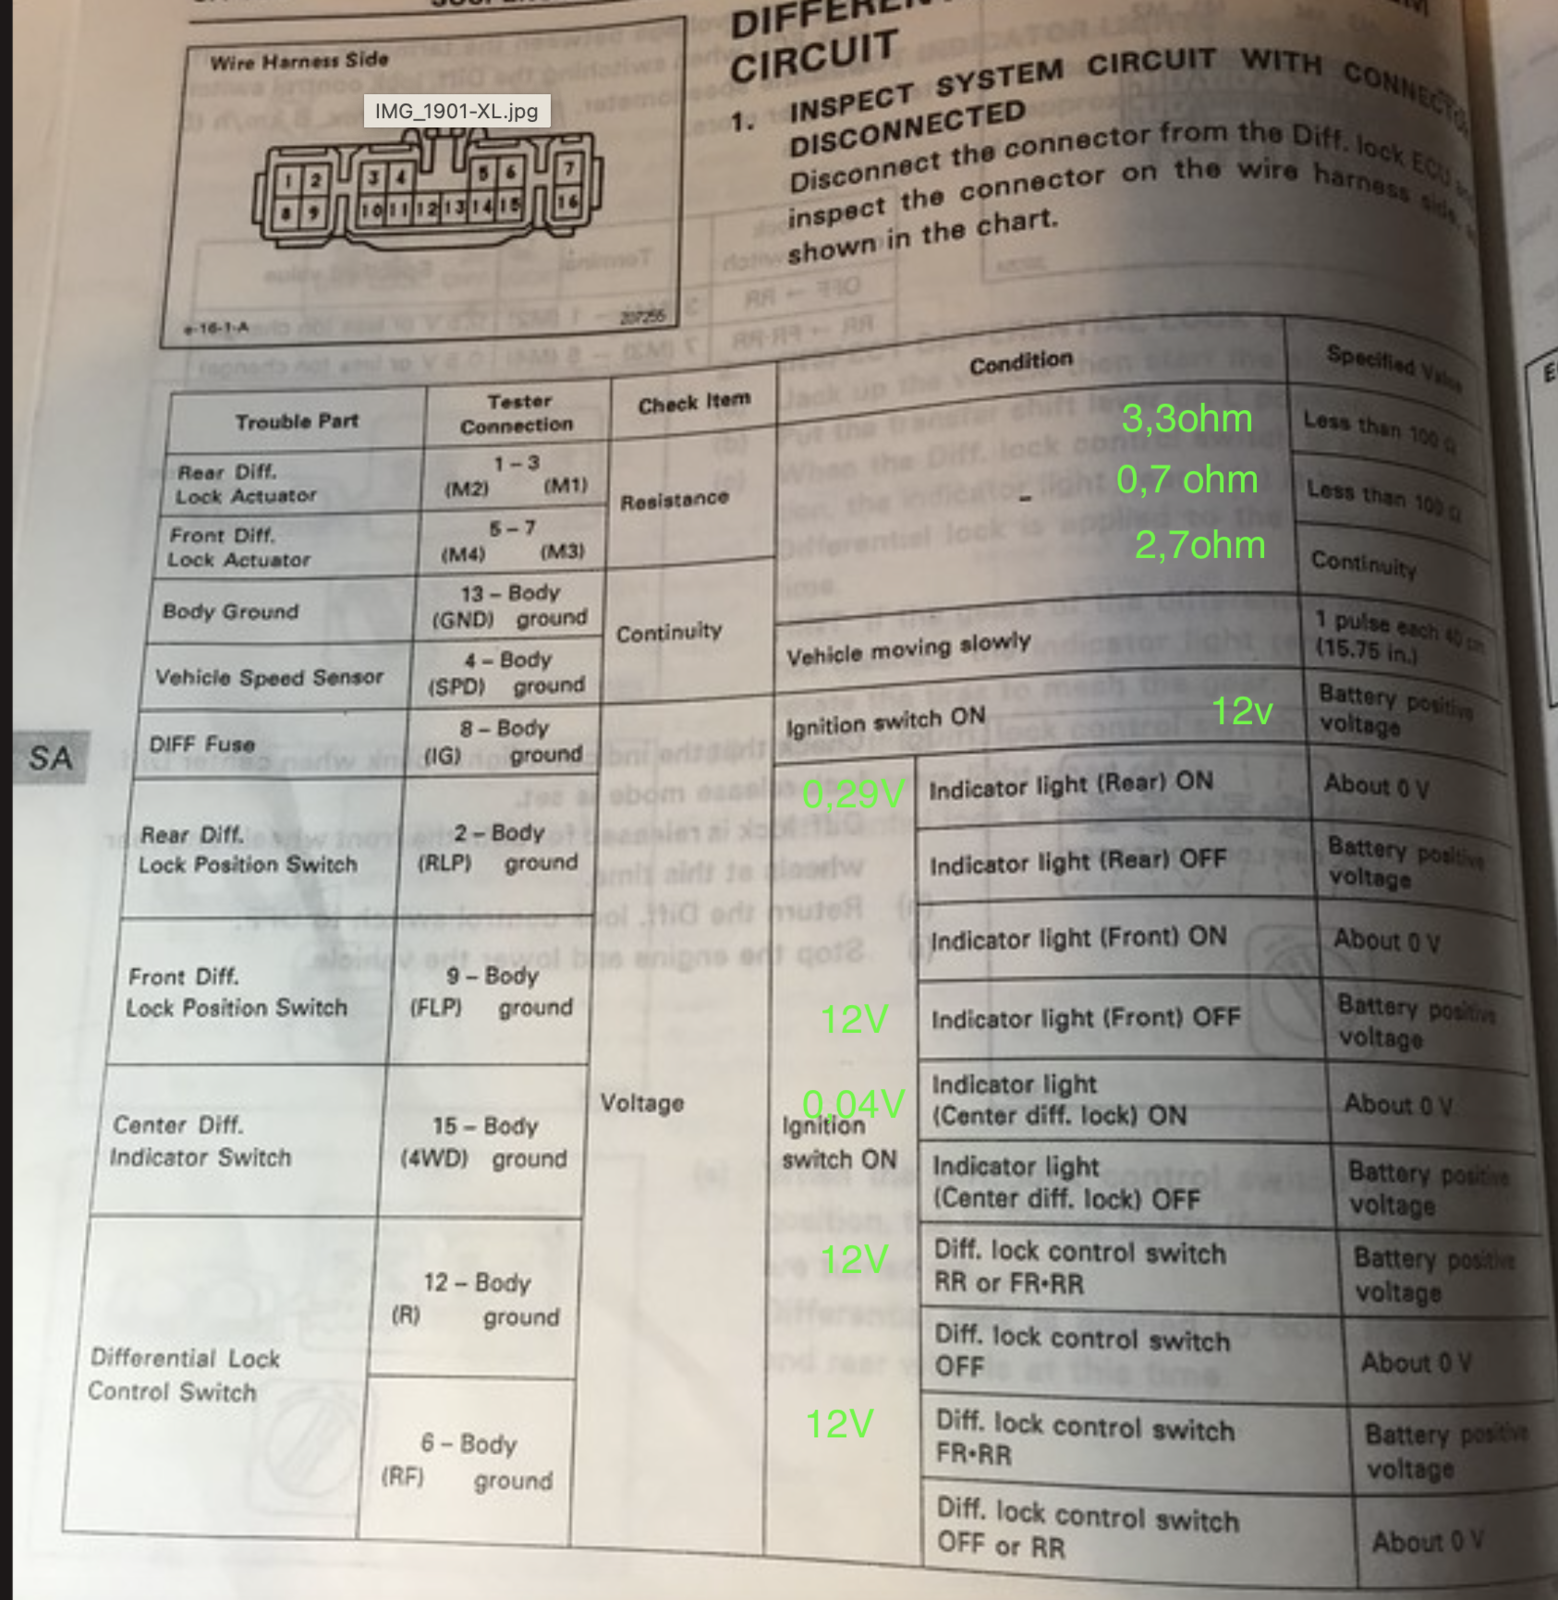 Wire Harness Side
IMG_1901-XL.jpg
1 2 3 4 5 6 7
8 9 10 11 12 13 14 15 16
e-16-1-A
CIRCUIT
1. INSPECT SYSTEM CIRCUIT WITH CONNECTOR
DISCONNECTED
Disconnect the connector from the Diff. lock ECU and
inspect the connector on the wire harness side, as
shown in the chart.
Trouble Part
Tester
Connection
Check Item
Condition
Specified Value
Rear Diff.
Lock Actuator
1 – 3
(M2) (M1)
Resistance
–
3,3ohm
Less than 100 Ω
Front Diff.
Lock Actuator
5 – 7
(M4) (M3)
0,7 ohm
Less than 100 Ω
Body Ground
13 – Body
(GND) ground
Continuity
2,7ohm
Continuity
Vehicle Speed Sensor
4 – Body
(SPD) ground
Vehicle moving slowly
1 pulse each 40 cm
(15.75 in.)
DIFF Fuse
8 – Body
(IG) ground
Voltage
Ignition switch ON
12v
Battery positive
voltage
Rear Diff.
Lock Position Switch
2 – Body
(RLP) ground
Ignition
switch ON
0,29V
Indicator light (Rear) ON
About 0 V
Indicator light (Rear) OFF
Battery positive
voltage
Front Diff.
Lock Position Switch
9 – Body
(FLP) ground
Indicator light (Front) ON
About 0 V
12V
Indicator light (Front) OFF
Battery positive
voltage
Center Diff.
Indicator Switch
15 – Body
(4WD) ground
0,04V
Indicator light
(Center diff. lock) ON
About 0 V
Indicator light
(Center diff. lock) OFF
Battery positive
voltage
Differential Lock
Control Switch
12 – Body
(R) ground
12V
Diff. lock control switch
RR or FR•RR
Battery positive
voltage
Diff. lock control switch
OFF
About 0 V
6 – Body
(RF) ground
12V
Diff. lock control switch
FR•RR
Battery positive
voltage
Diff. lock control switch
OFF or RR
About 0 V
SA